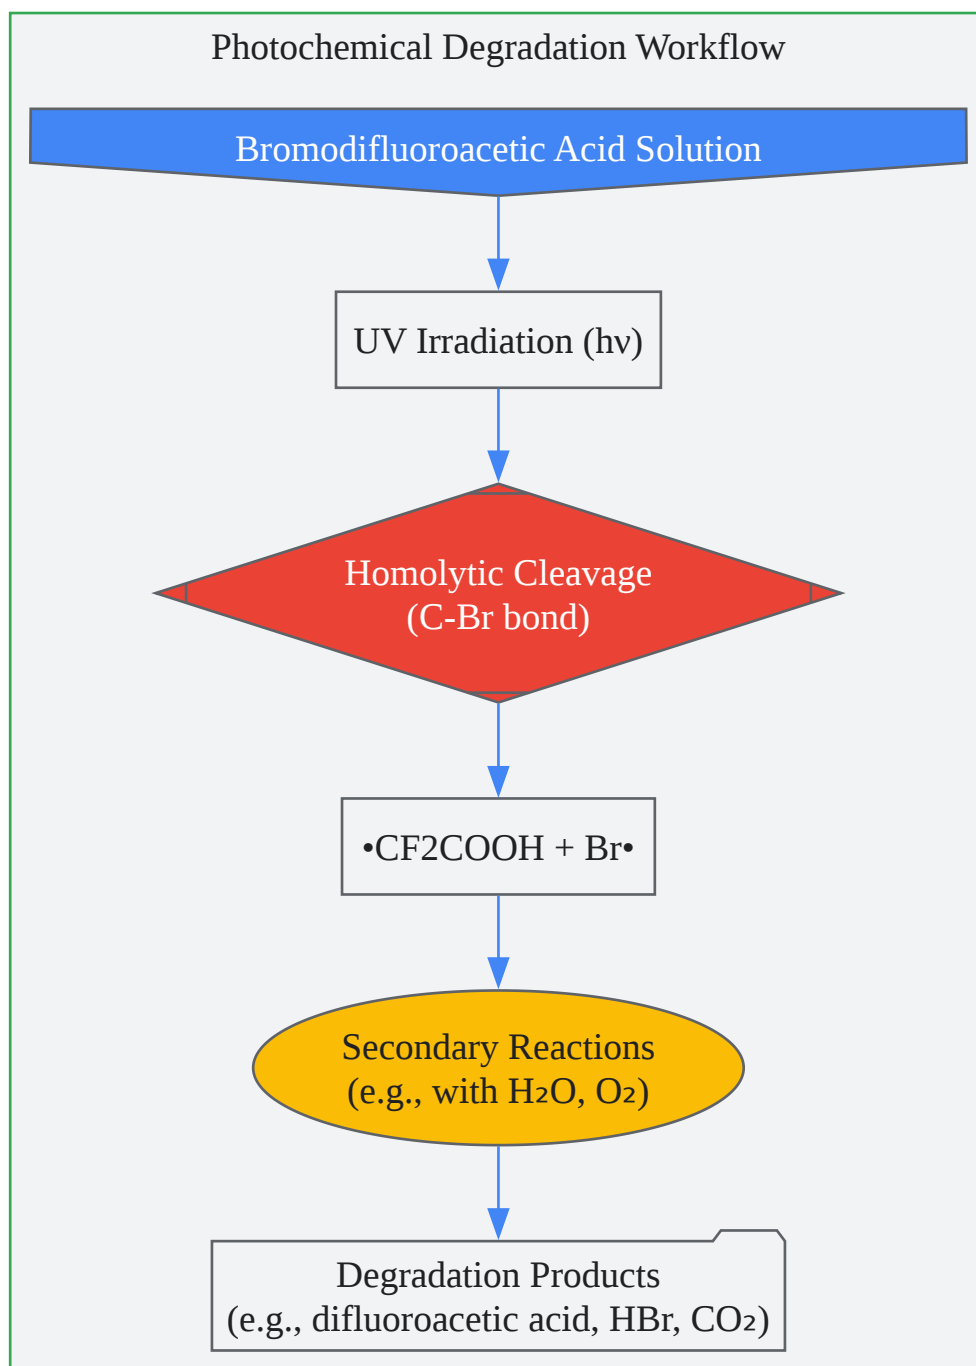 Photochemical Degradation Workflow
Bromodifluoroacetic Acid Solution
UV Irradiation (hν)
Homolytic Cleavage
(C-Br bond)
•CF2COOH + Br•
Secondary Reactions
(e.g., with H₂O, O₂)
Degradation Products
(e.g., difluoroacetic acid, HBr, CO₂)